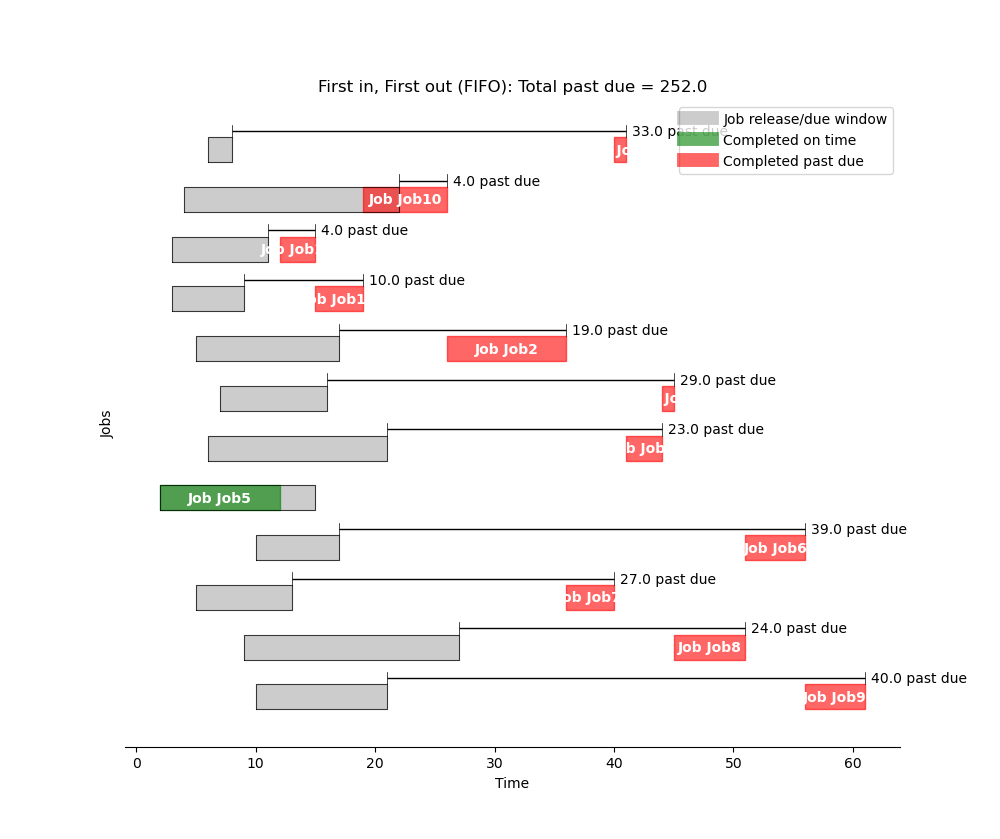 First in, First out (FIFO): Total past due = 252.0
Job release/due window
Completed on time
Completed past due
33.0 past due
4.0 past due
Job Job10
4.0 past due
10.0 past due
19.0 past due
Job Job2
29.0 past due
23.0 past due
Job Job5
39.0 past due
Job Job6
27.0 past due
Job Job7
24.0 past due
Job Job8
40.0 past due
Job Job9
Jobs
0 10 20 30 40 50 60
Time